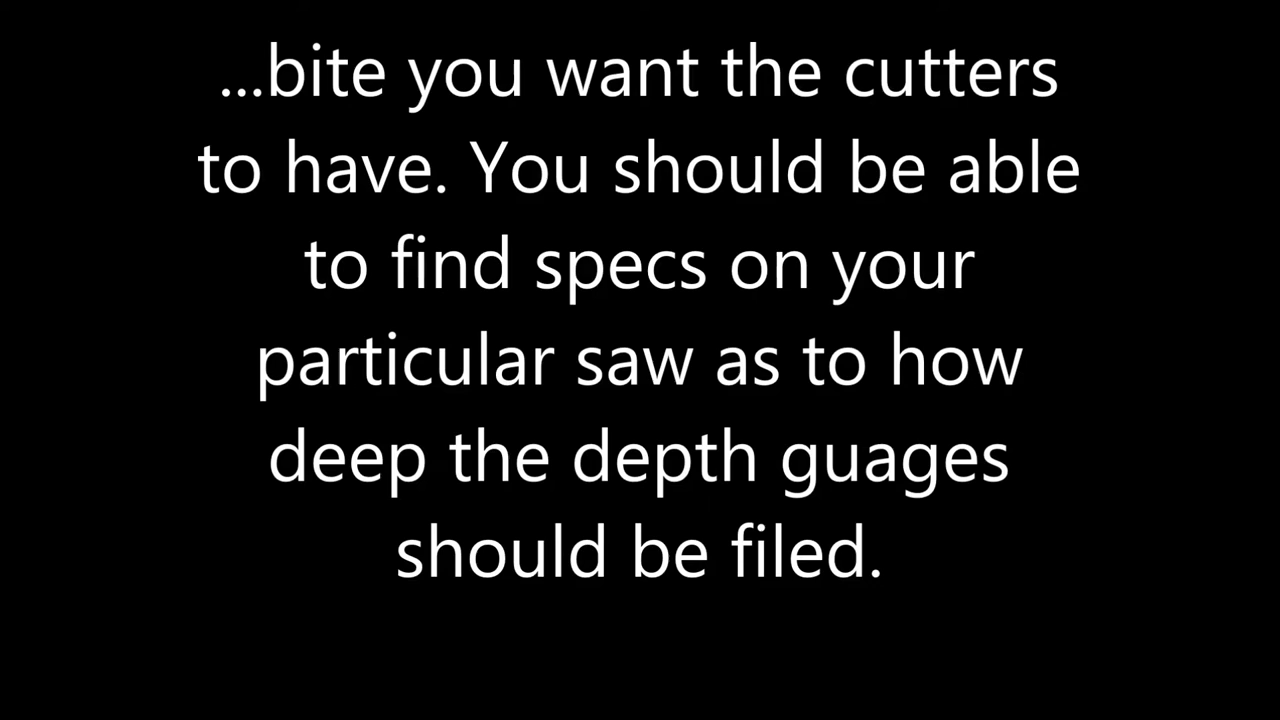 ...bite you want the cutters
to have. You should be able
to find specs on your
particular saw as to how
deep the depth guages
should be filed.